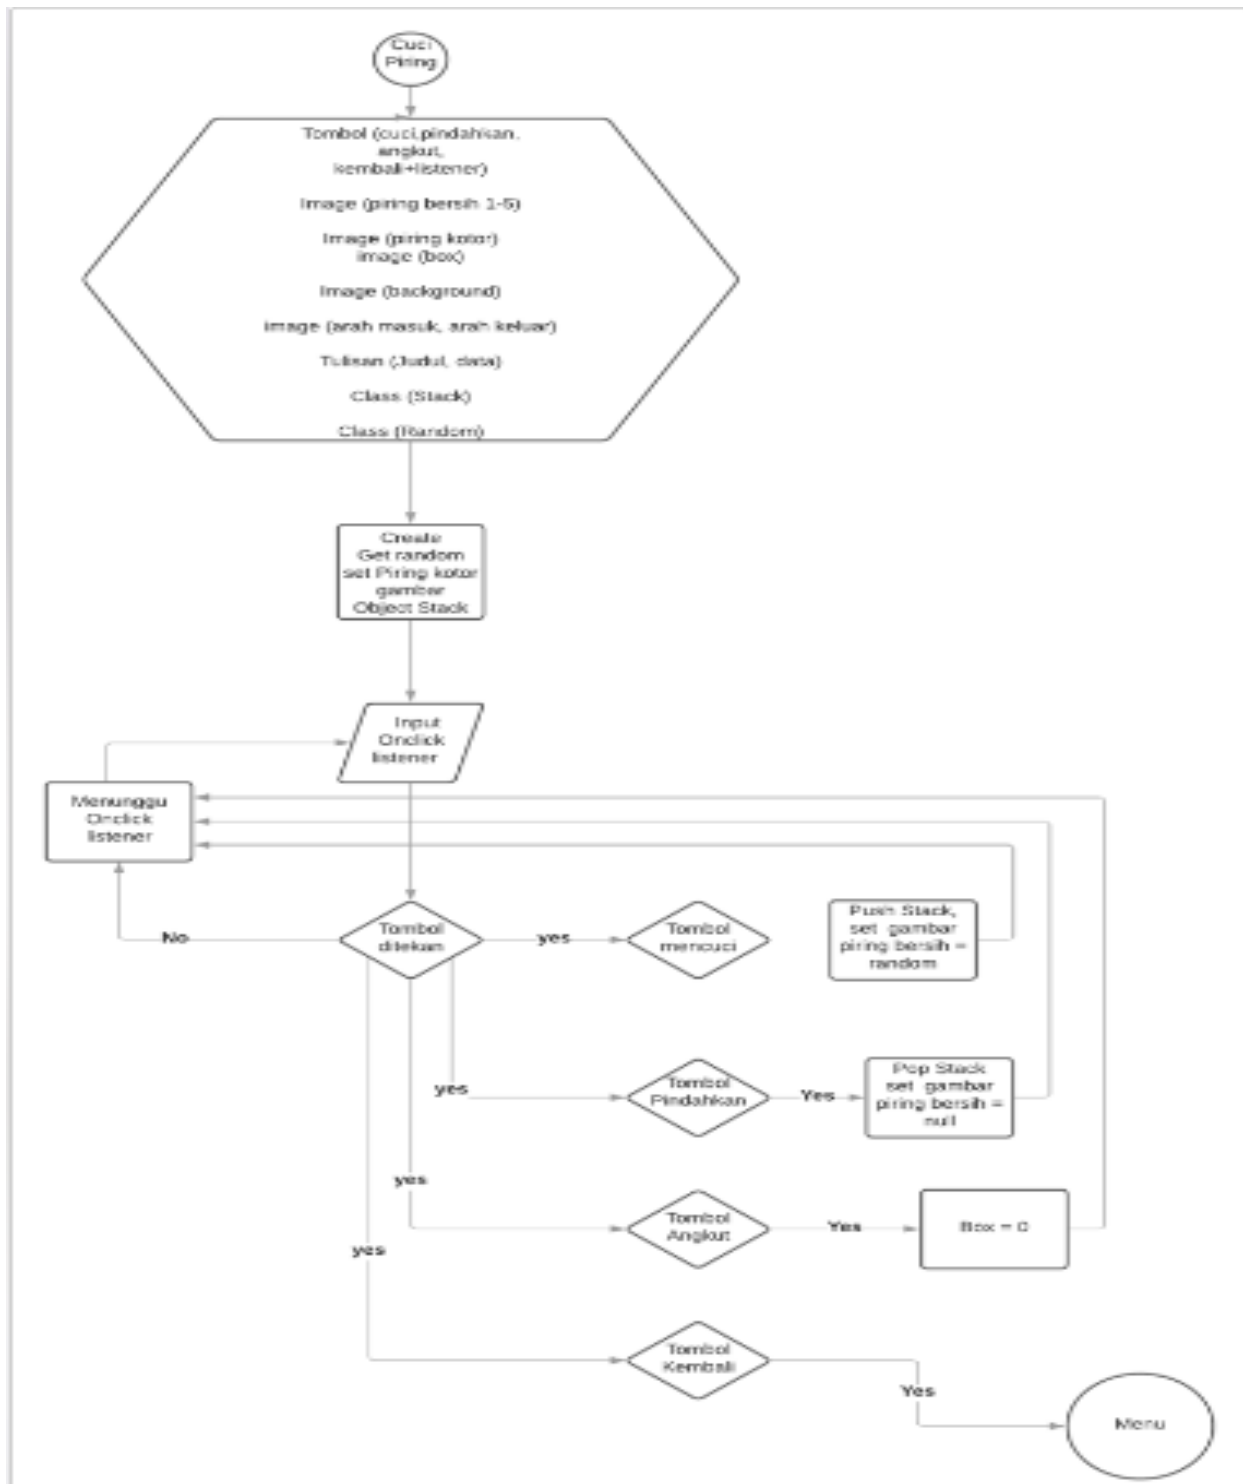 Cuci
Piring
Tombol (cuci,pindahkan,
angkut,
kembali+listener)
Image (piring bersih 1-5)
Image (piring kotor)
image (box)
Image (background)
image (arah masuk, arah keluar)
Tulisan (Judul, data)
Class (Stack)
Class (Random)
Create
Get random
set Piring kotor
gambar
Object Stack
Input
Onclick
listener
Menunggu
Onclick
listener
No
Tombol
ditekan
yes
Tombol
mencuci
Push Stack,
set gambar
piring bersih =
random
yes
Tombol
Pindahkan
Yes
Pop Stack
set gambar
piring bersih =
null
yes
Tombol
Angkut
Yes
Box = 0
yes
Tombol
Kembali
Yes
Menu